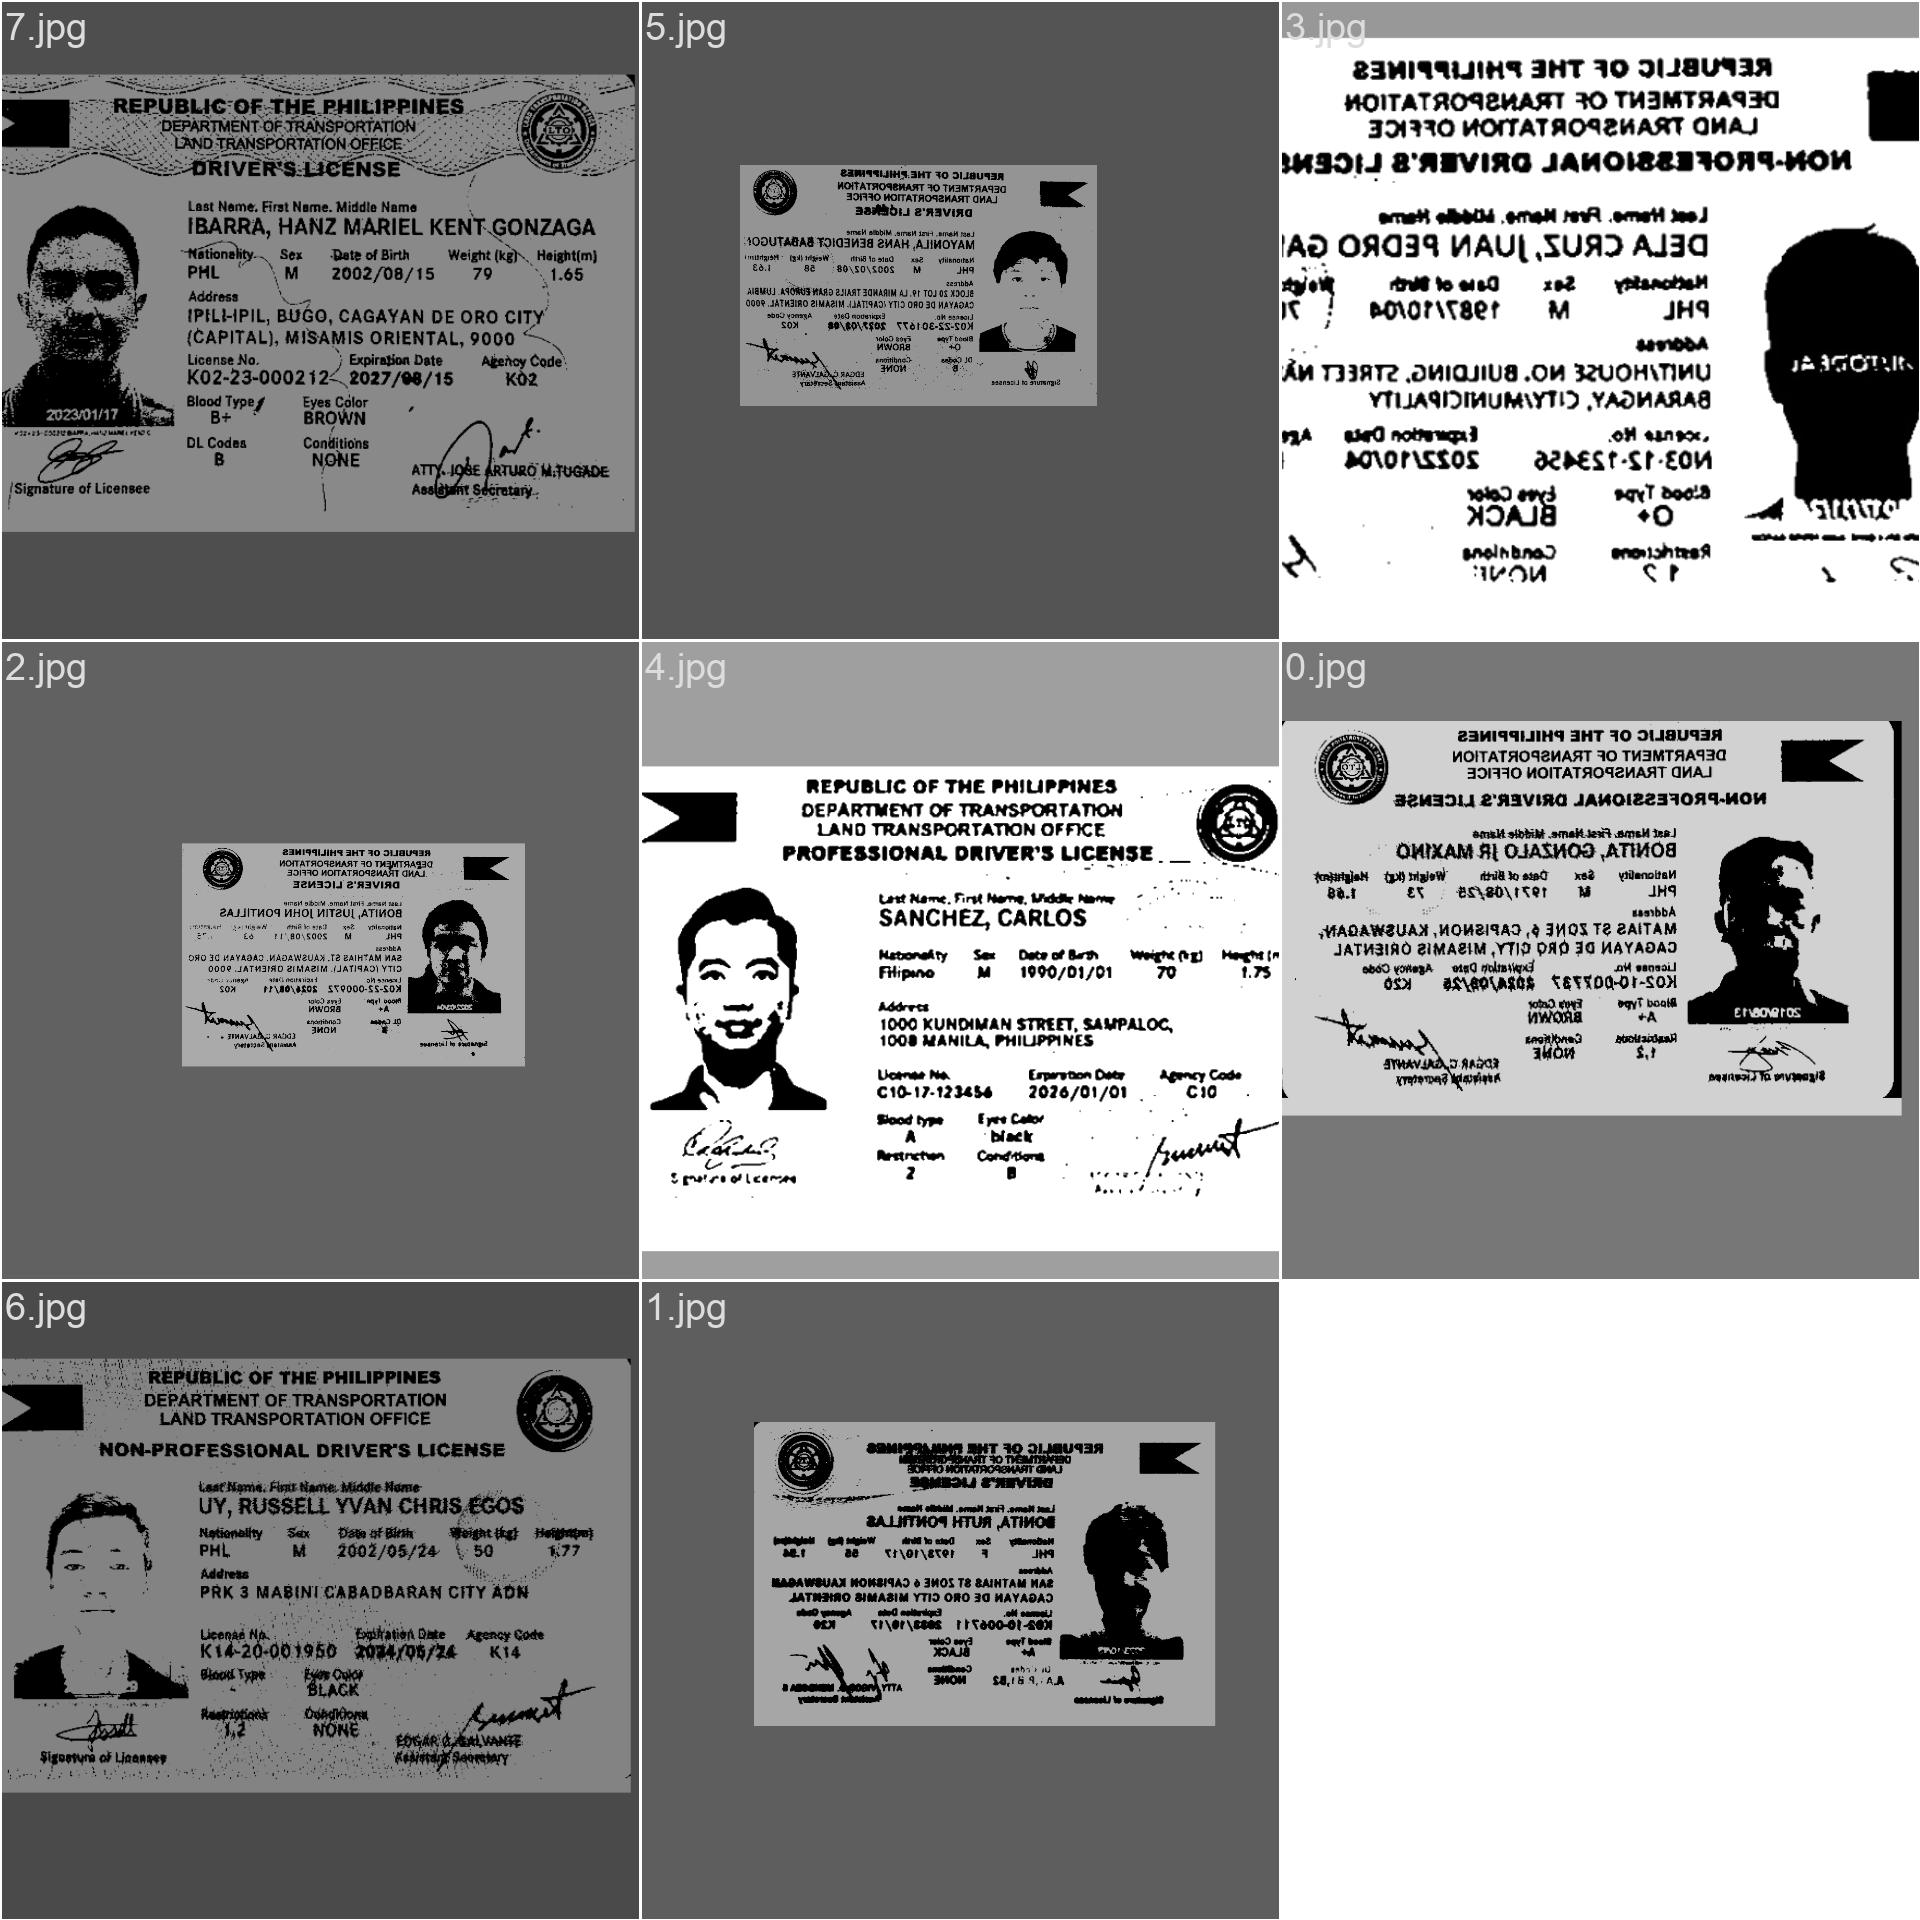 7.jpg
REPUBLIC OF THE PHILIPPINES
DEPARTMENT OF TRANSPORTATION
LAND TRANSPORTATION OFFICE
DRIVER'S LICENSE
Last Name, First Name, Middle Name
IBARRA, HANZ MARIEL KENT GONZAGA
Nationality Sex Date of Birth Weight (kg) Height(m)
PHL M 2002/08/15 79 1.65
Address
IPILI-IPIL, BUGO, CAGAYAN DE ORO CITY
(CAPITAL), MISAMIS ORIENTAL, 9000
License No. Expiration Date Agency Code
K02-23-000212 2027/08/15 K02
Blood Type Eyes Color
B+ BROWN
DL Codes Conditions
B NONE
2023/01/17
Signature of Licensee
ATTY. JOSE ARTURO M. TUGADE
Assistant Secretary
5.jpg
REPUBLIC OF THE PHILIPPINES
DEPARTMENT OF TRANSPORTATION
LAND TRANSPORTATION OFFICE
DRIVER'S LICENSE
Last Name, First Name, Middle Name
MAYONILA, HANS BENEDICT
Nationality Sex Date of Birth Weight (kg) Height(m)
PHL M 2002/02/08 58 1.63
Address
BLOCK 20 LOT 19, LA MIRANDE TRAILS GRAN EUROPA, LUMBIA
CAGAYAN DE ORO CITY (CAPITAL), MISAMIS ORIENTAL, 9000
License No. Expiration Date Agency Code
K02-22-301677 2027/02/08 K02
Blood Type Eyes Color
O+ BROWN
DL Codes Conditions
B NONE
EDGAR C. GALVANTE
Assistant Secretary
Signature of Licensee
3.jpg
REPUBLIC OF THE PHILIPPINES
DEPARTMENT OF TRANSPORTATION
LAND TRANSPORTATION OFFICE
NON-PROFESSIONAL DRIVER'S LICENS
Last Name, First Name, Middle Name
DELA CRUZ, JUAN PEDRO GA
Nationality Sex Date of Birth Weigh
PHL M 1987/10/04 7
Address
UNIT/HOUSE NO. BUILDING, STREET NA
BARANGAY, CITY/MUNICIPALITY
License No. Expiration Date Age
N03-12-123456 2022/10/04
Blood Type Eyes Color
O+ BLACK
Restrictions Conditions
1,2 NONE
2.jpg
REPUBLIC OF THE PHILIPPINES
DEPARTMENT OF TRANSPORTATION
LAND TRANSPORTATION OFFICE
DRIVER'S LICENSE
Last Name, First Name, Middle Name
BONITA, JUSTIN JOHN PONTILLAS
Nationality Sex Date of Birth
PHL M 2002/08/11 63
Address
SAN MATHIAS ST. KAUSWAGAN, CAGAYAN DE ORO
CITY (CAPITAL), MISAMIS ORIENTAL, 9000
License No. Expiration Date
K02-22-000972 2026/08/11 K02
Blood Type Eyes Color
A+ BROWN
DL Codes Conditions
B NONE
EDGAR C. GALVANTE
Assistant Secretary
Signature of Licensee
4.jpg
REPUBLIC OF THE PHILIPPINES
DEPARTMENT OF TRANSPORTATION
LAND TRANSPORTATION OFFICE
PROFESSIONAL DRIVER'S LICENSE
Last Name, First Name, Middle Name
SANCHEZ, CARLOS
Nationality Sex Date of Birth Weight (kg) Height (m
Filipino M 1990/01/01 70 1.75
Address
1000 KUNDIMAN STREET, SAMPALOC,
1008 MANILA, PHILIPPINES
License No. Expiration Date Agency Code
C10-17-123456 2026/01/01 C10
Blood type Eyes Color
A black
Restriction Conditions
2 B
Signature of Licensee
0.jpg
REPUBLIC OF THE PHILIPPINES
DEPARTMENT OF TRANSPORTATION
LAND TRANSPORTATION OFFICE
NON-PROFESSIONAL DRIVER'S LICENSE
Last Name, First Name, Middle Name
BONITA, GONZALO JR MAXINO
Nationality Sex Date of Birth Weight (kg) Height(m)
PHL M 1971/08/25 73 1.68
Address
MATIAS ST ZONE 6, CAPISNON, KAUSWAGAN,
CAGAYAN DE ORO CITY, MISAMIS ORIENTAL
License No. Expiration Date Agency Code
K02-10-007737 2024/08/25 K20
Blood Type Eyes Color
A+ BROWN
Restrictions Conditions
1,2 NONE
2019/08/13
EDGAR C. GALVANTE
Assistant Secretary
Signature of Licensee
6.jpg
REPUBLIC OF THE PHILIPPINES
DEPARTMENT OF TRANSPORTATION
LAND TRANSPORTATION OFFICE
NON-PROFESSIONAL DRIVER'S LICENSE
Last Name, First Name, Middle Name
UY, RUSSELL YVAN CHRIS EGOS
Nationality Sex Date of Birth Weight (kg) Height(m)
PHL M 2002/05/24 50 1.77
Address
PRK 3 MABINI CABADBARAN CITY ADN
License No. Expiration Date Agency Code
K14-20-001950 2024/05/24 K14
Blood Type Eyes Color
BLACK
Restrictions Conditions
1,2 NONE
EDGAR C. GALVANTE
Assistant Secretary
Signature of Licensee
1.jpg
REPUBLIC OF THE PHILIPPINES
DEPARTMENT OF TRANSPORTATION
LAND TRANSPORTATION OFFICE
DRIVER'S LICENSE
Last Name, First Name, Middle Name
BONITA, RUTH PONTILLAS
Nationality Sex Date of Birth Weight (kg) Height(m)
PHL F 1973/10/17 55
Address
SAN MATHIAS ST ZONE 6 CAPISNON KAUSWAGAN
CAGAYAN DE ORO CITY MISAMIS ORIENTAL
License No. Expiration Date Agency Code
K02-10-006711 K20
Blood Type Eyes Color
A+ BLACK
Conditions
NONE
Assistant Secretary
Signature of Licensee